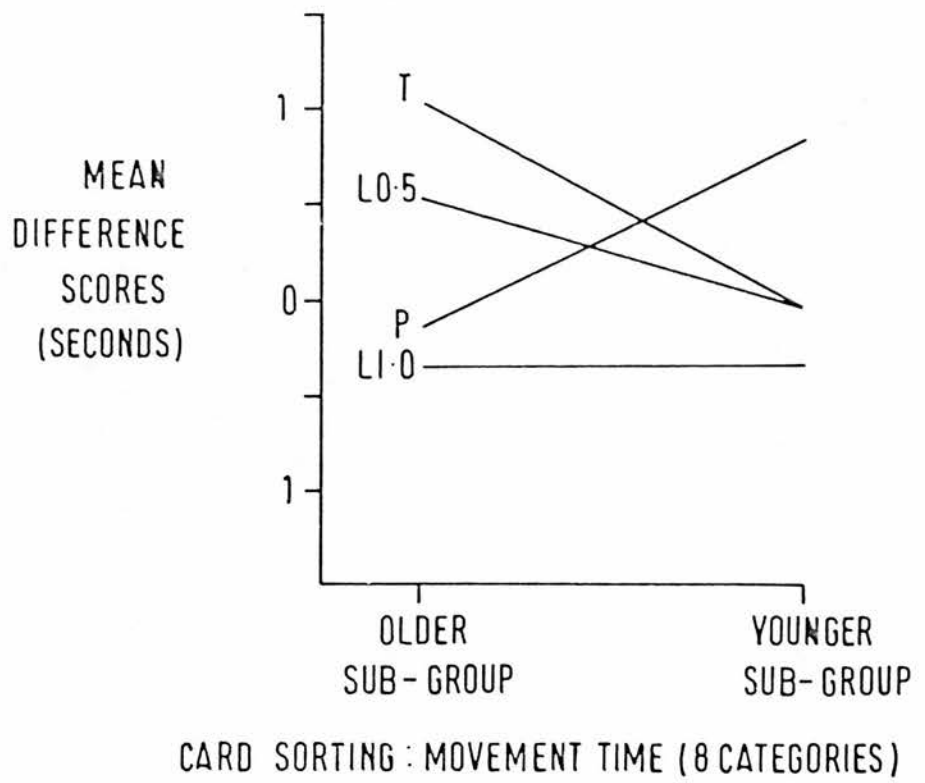 1
T
MEAN
L0·5
DIFFERENCE
SCORES
0
(SECONDS)
P
L1·0
1
OLDER YOUNGER
SUB-GROUP SUB-GROUP
CARD SORTING: MOVEMENT TIME (8 CATEGORIES)